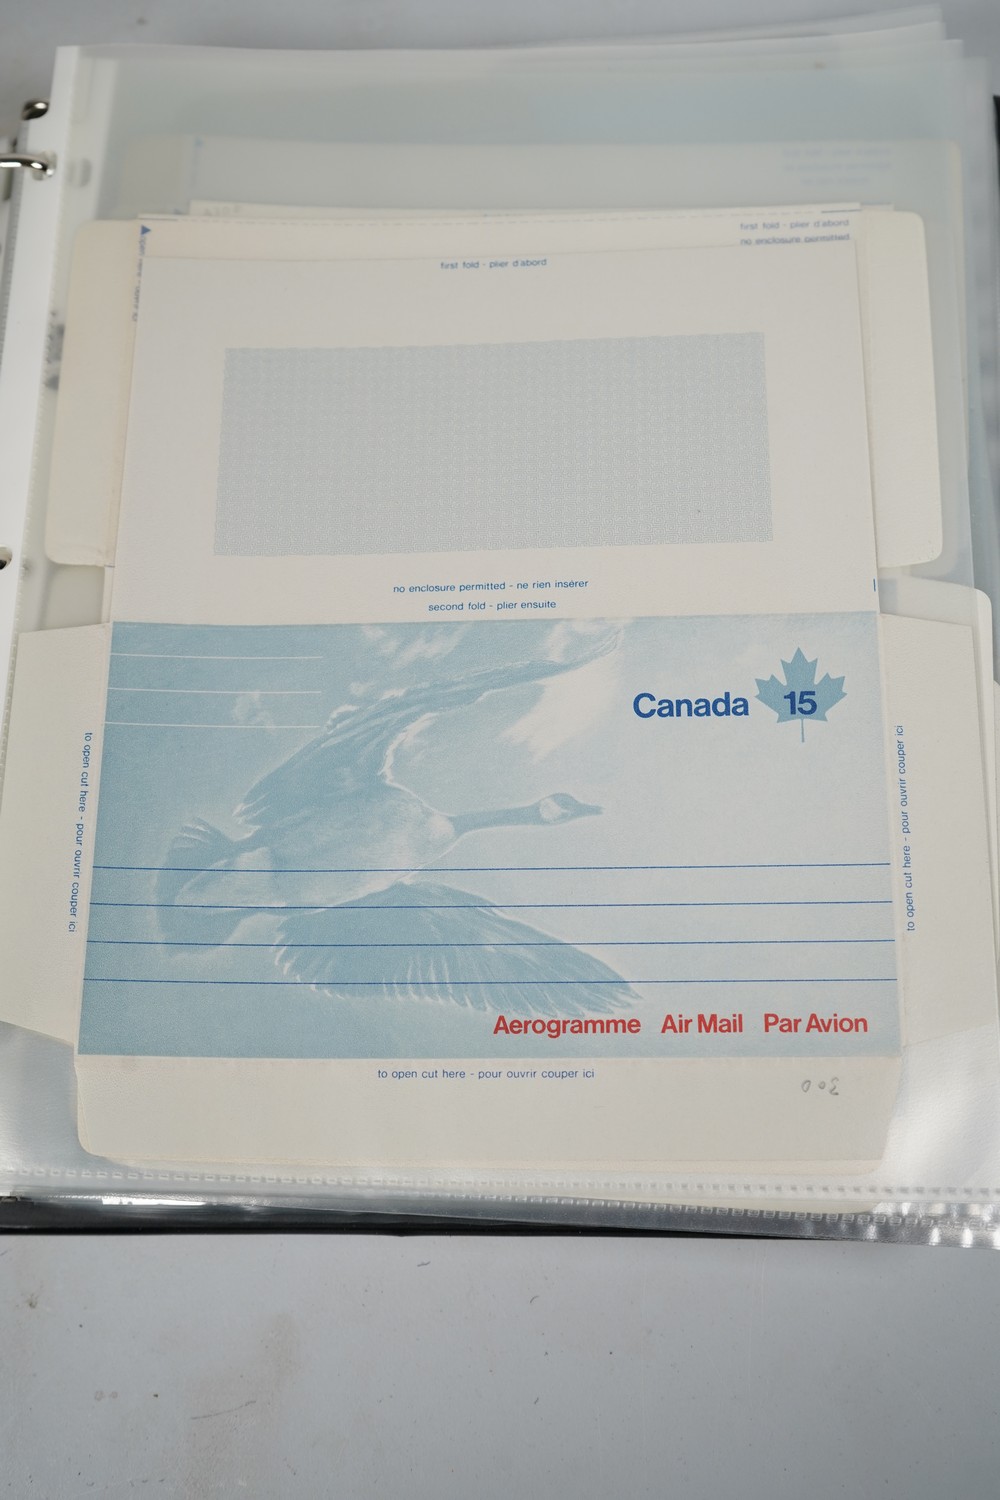 first fold - plier d'abord
no enclosure permitted
first fold - plier d'abord
no enclosure permitted - ne rien insérer
second fold - plier ensuite
Canada 15
to open cut here - pour ouvrir couper ici
to open cut here - pour ouvrir couper ici
Aerogramme Air Mail Par Avion
to open cut here - pour ouvrir couper ici
300